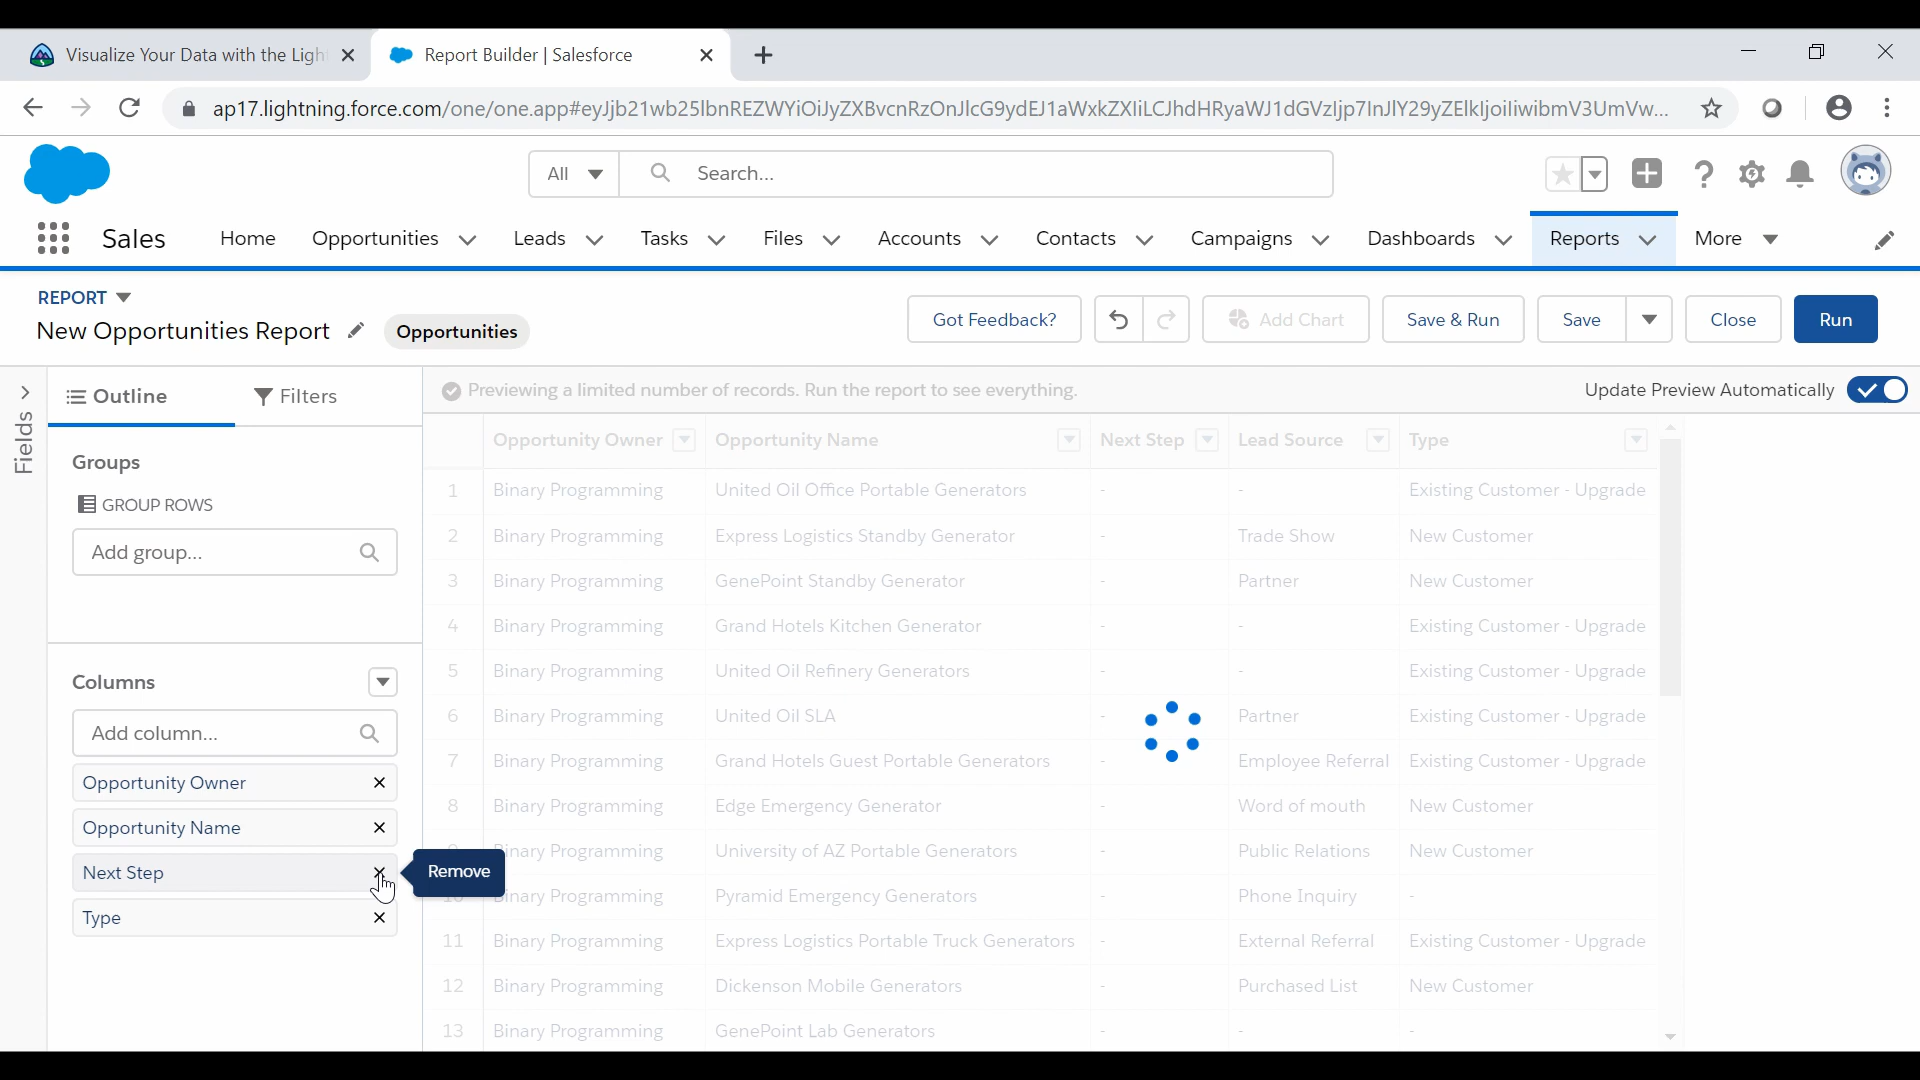 Visualize Your Data with the Ligh
Report Builder | Salesforce
All
Search...
Sales
Home
Opportunities
Leads
Tasks
Files
Accounts
Contacts
Campaigns
Dashboards
Reports
More
REPORT
New Opportunities Report
Opportunities
Got Feedback?
Add Chart
Save & Run
Save
Close
Run
Fields
Outline
Filters
Previewing a limited number of records. Run the report to see everything.
Update Preview Automatically
Groups
GROUP ROWS
Add group...
Columns
Add column...
Opportunity Owner
Opportunity Name
Next Step
Remove
Type
Opportunity Owner Opportunity Name Next Step Lead Source Type
1 Binary Programming United Oil Office Portable Generators - - Existing Customer - Upgrade
2 Binary Programming Express Logistics Standby Generator - Trade Show New Customer
3 Binary Programming GenePoint Standby Generator - Partner New Customer
4 Binary Programming Grand Hotels Kitchen Generator - - Existing Customer - Upgrade
5 Binary Programming United Oil Refinery Generators - - Existing Customer - Upgrade
6 Binary Programming United Oil SLA - Partner Existing Customer - Upgrade
7 Binary Programming Grand Hotels Guest Portable Generators - Employee Referral Existing Customer - Upgrade
8 Binary Programming Edge Emergency Generator - Word of mouth New Customer
Programming University of AZ Portable Generators - Public Relations New Customer
Programming Pyramid Emergency Generators - Phone Inquiry -
11 Binary Programming Express Logistics Portable Truck Generators - External Referral Existing Customer - Upgrade
12 Binary Programming Dickenson Mobile Generators - Purchased List New Customer
13 Binary Programming GenePoint Lab Generators - - -